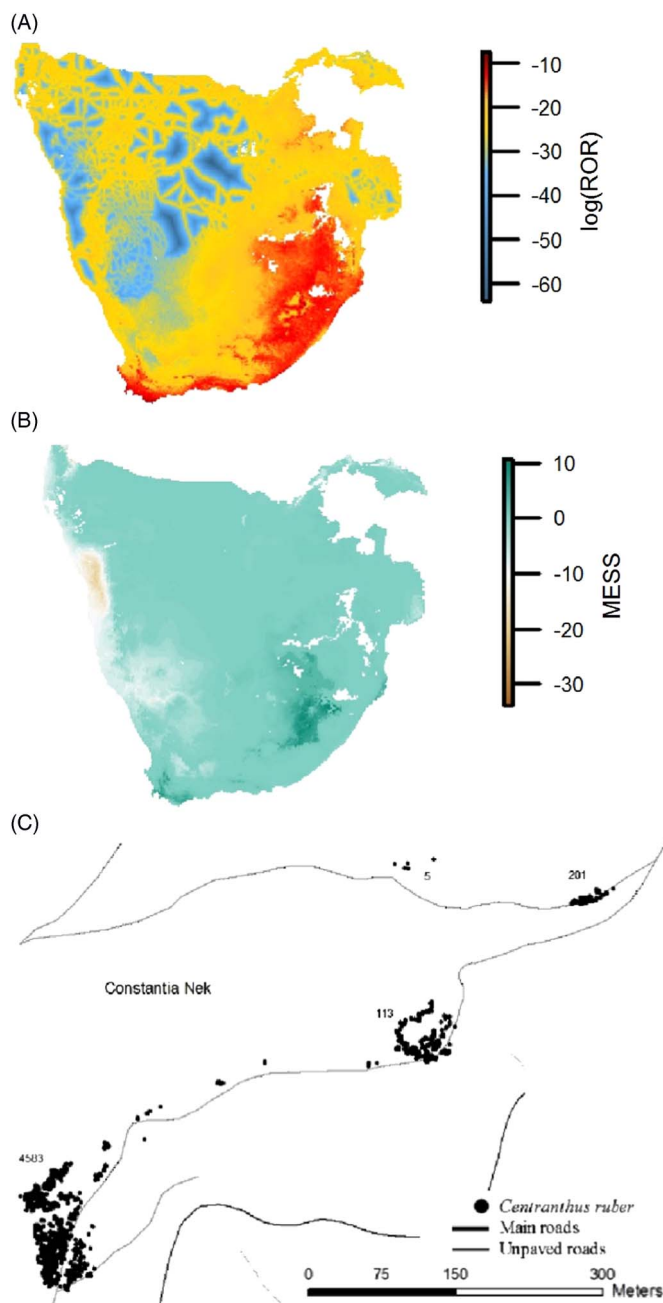 (A)
-10
-20
-30
-40
-50
-60
log(ROR)
(B)
10
0
-10
-20
-30
MESS
(C)
5
201
Constantia Nek
113
4583
Centranthus ruber
Main roads
Unpaved roads
0 75 150 300
Meters